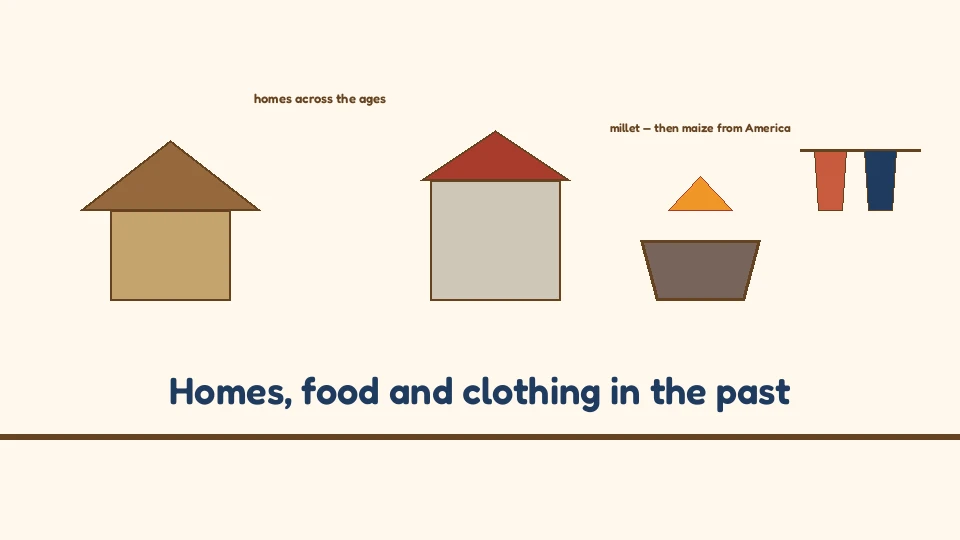 homes across the ages
millet – then maize from America
Homes, food and clothing in the past